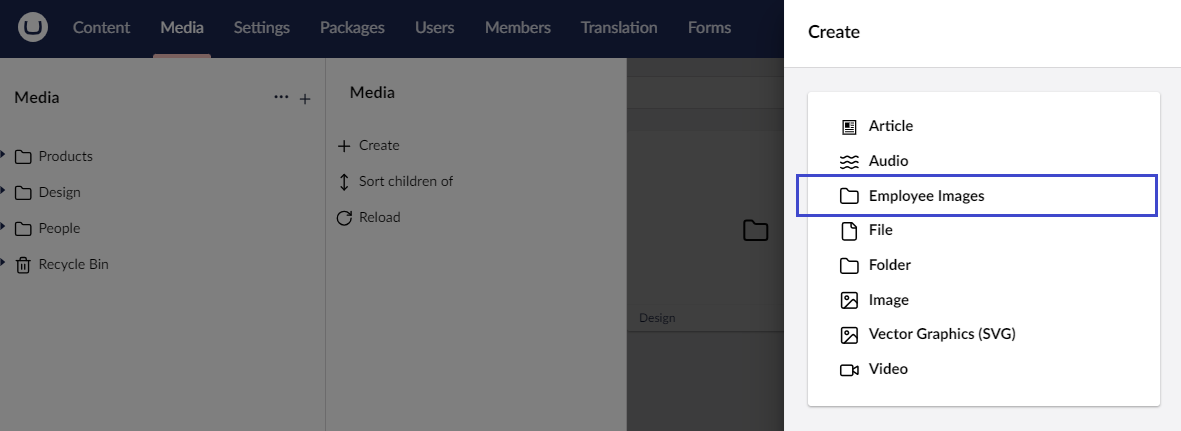 Content Media Settings Packages Users Members Translation Forms
Media
Products
Design
People
Recycle Bin
Media
Create
Sort children of
Reload
Design
Create
Article
Audio
Employee Images
File
Folder
Image
Vector Graphics (SVG)
Video